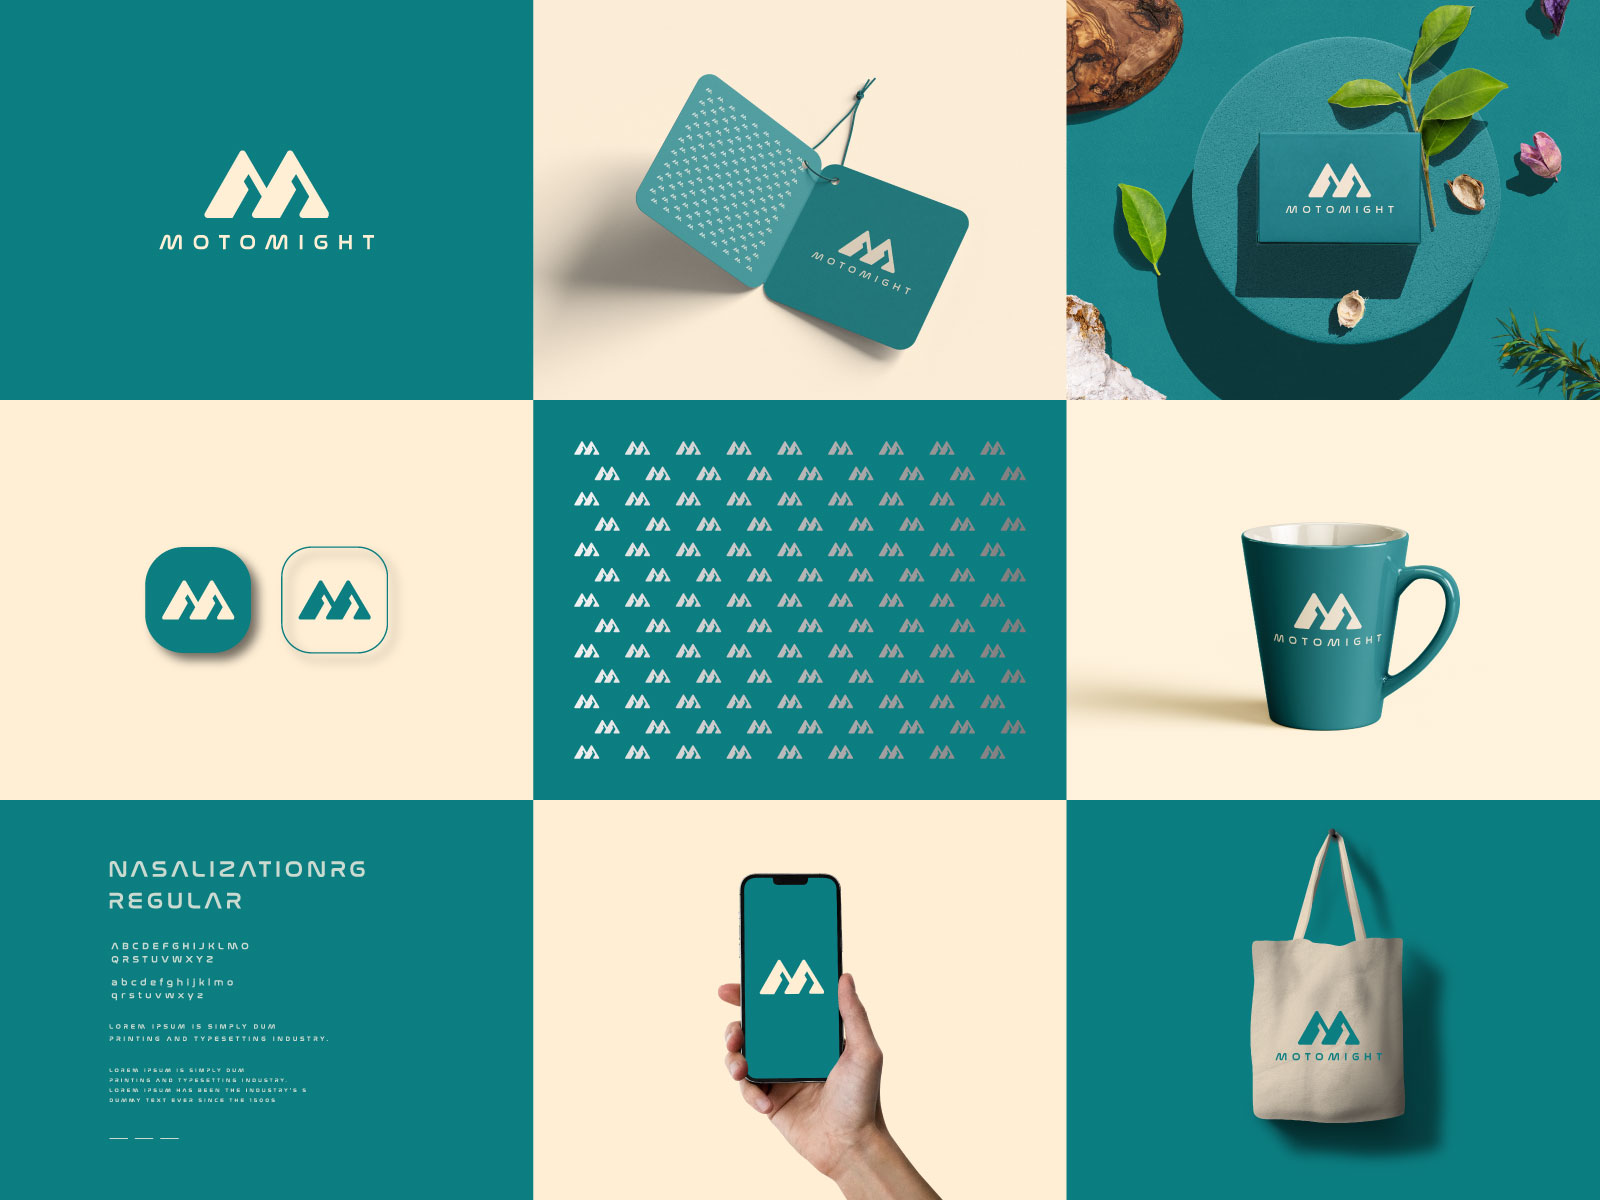 MOTOMIGHT
MOTOMIGHT
MOTOMIGHT
MOTOMIGHT
NASALIZATIONRG
REGULAR
ABCDEFGHIJKLMO
QRSTUVWXYZ
abcdefghijklmo
qrstuvwxyz
LOREM IPSUM IS SIMPLY DUM
PRINTING AND TYPESETTING INDUSTRY.
LOREM IPSUM IS SIMPLY DUM
PRINTING AND TYPESETTING INDUSTRY.
LOREM IPSUM HAS BEEN THE INDUSTRY'S S
DUMMY TEXT EVER SINCE THE 1500S
MOTOMIGHT